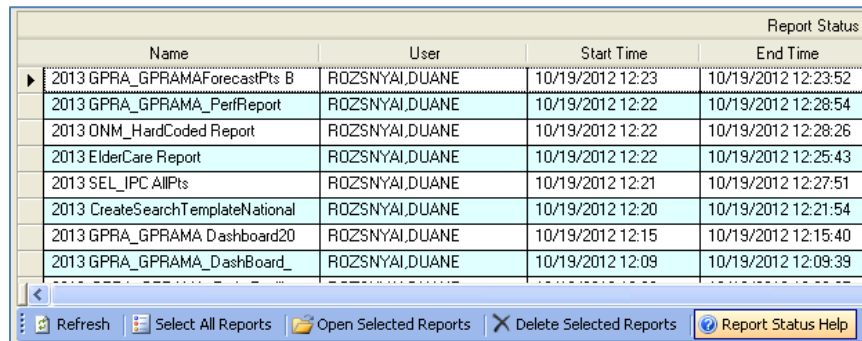 Report Status
Name User Start Time End Time
2013 GPRA_GPRAMAForecastPts B ROZSNYAI,DUANE 10/19/2012 12:23 10/19/2012 12:23:52
2013 GPRA_GPRAMA_PerfReport ROZSNYAI,DUANE 10/19/2012 12:22 10/19/2012 12:28:54
2013 ONM_HardCoded Report ROZSNYAI,DUANE 10/19/2012 12:22 10/19/2012 12:28:26
2013 ElderCare Report ROZSNYAI,DUANE 10/19/2012 12:22 10/19/2012 12:25:43
2013 SEL_IPC AllPts ROZSNYAI,DUANE 10/19/2012 12:21 10/19/2012 12:27:51
2013 CreateSearchTemplateNational ROZSNYAI,DUANE 10/19/2012 12:20 10/19/2012 12:21:54
2013 GPRA_GPRAMA Dashboard20 ROZSNYAI,DUANE 10/19/2012 12:15 10/19/2012 12:15:40
2013 GPRA_GPRAMA_DashBoard_ ROZSNYAI,DUANE 10/19/2012 12:09 10/19/2012 12:09:39
Refresh Select All Reports Open Selected Reports Delete Selected Reports Report Status Help